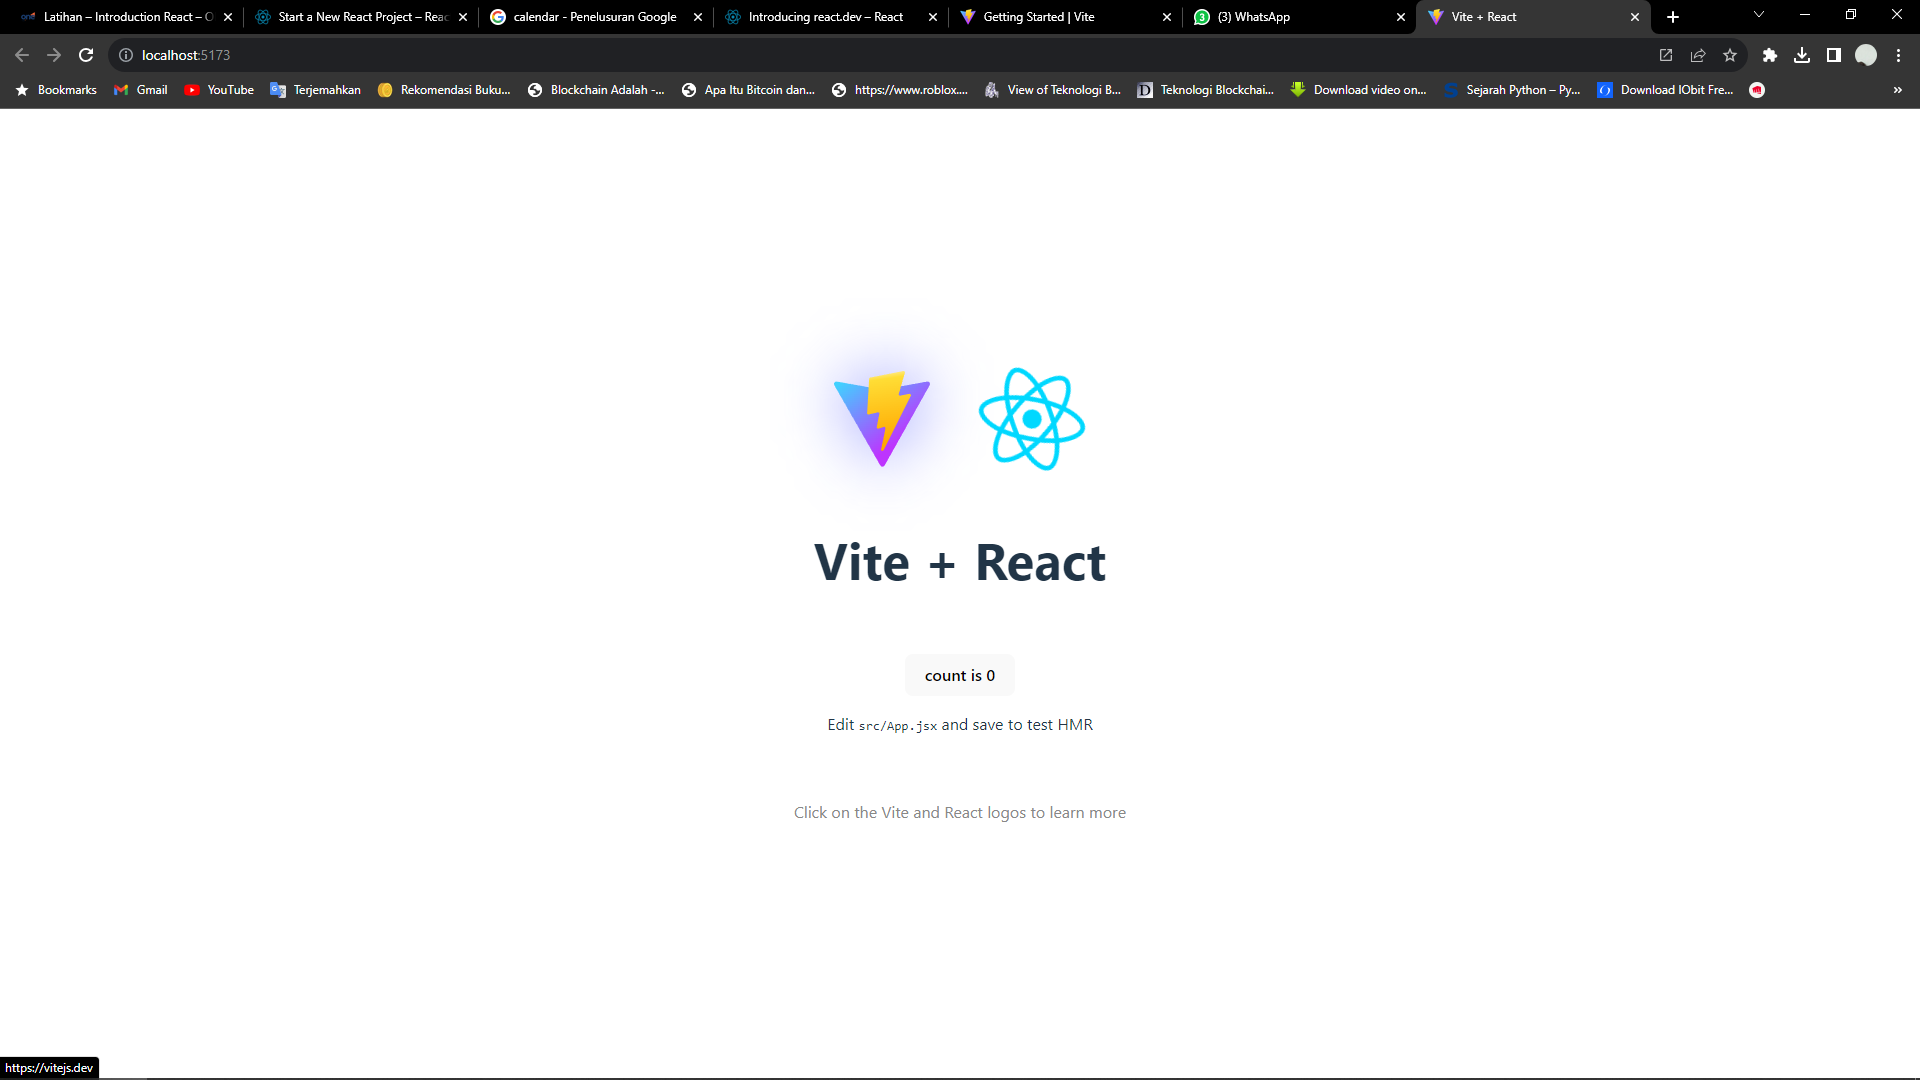 Latihan – Introduction React – O
Start a New React Project – Reac
calendar - Penelusuran Google
Introducing react.dev – React
Getting Started | Vite
3 (3) WhatsApp
Vite + React
localhost:5173
Bookmarks
Gmail
YouTube
Terjemahkan
Rekomendasi Buku...
Blockchain Adalah -...
Apa Itu Bitcoin dan...
https://www.roblox....
View of Teknologi B...
Teknologi Blockchai...
Download video on...
Sejarah Python – Py...
Download IObit Fre...
Vite + React
count is 0
Edit src/App.jsx and save to test HMR
Click on the Vite and React logos to learn more
https://vitejs.dev